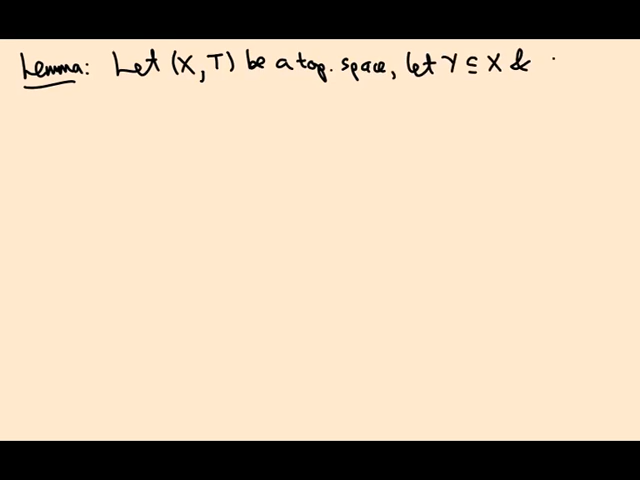 Lemma: Let (X, T) be a top. space, let Y ⊆ X &